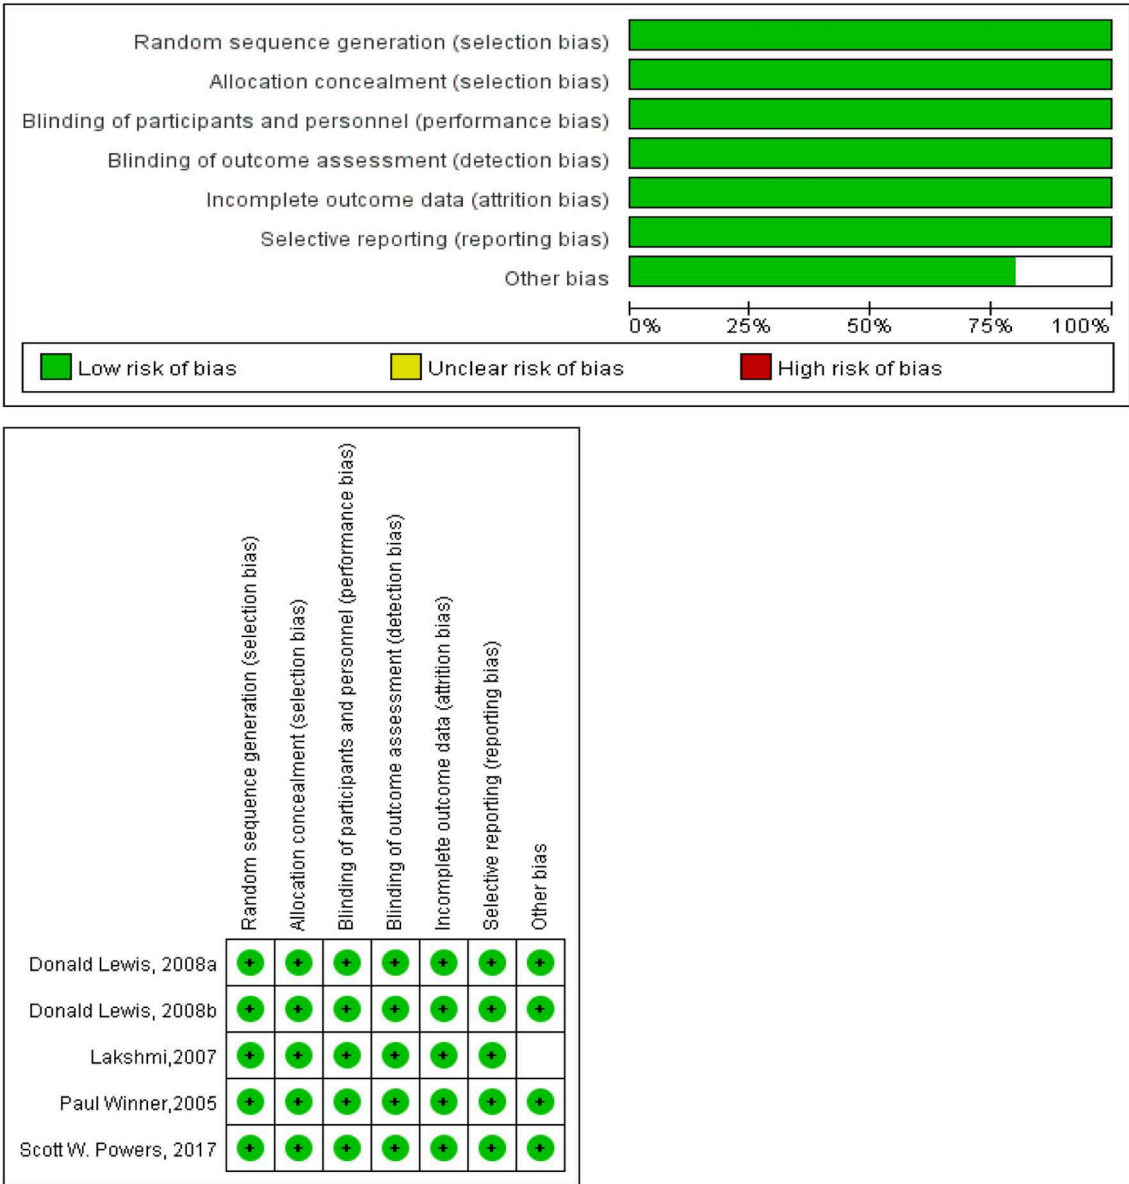 Random sequence generation (selection bias)
Allocation concealment (selection bias)
Blinding of participants and personnel (performance bias)
Blinding of outcome assessment (detection bias)
Incomplete outcome data (attrition bias)
Selective reporting (reporting bias)
Other bias
0% 25% 50% 75% 100%
Low risk of bias Unclear risk of bias High risk of bias
Random sequence generation (selection bias)
Allocation concealment (selection bias)
Blinding of participants and personnel (performance bias)
Blinding of outcome assessment (detection bias)
Incomplete outcome data (attrition bias)
Selective reporting (reporting bias)
Other bias
Donald Lewis, 2008a + + + + + + +
Donald Lewis, 2008b + + + + + + +
Lakshmi,2007 + + + + + +
Paul Winner,2005 + + + + + + +
Scott W. Powers, 2017 + + + + + + +